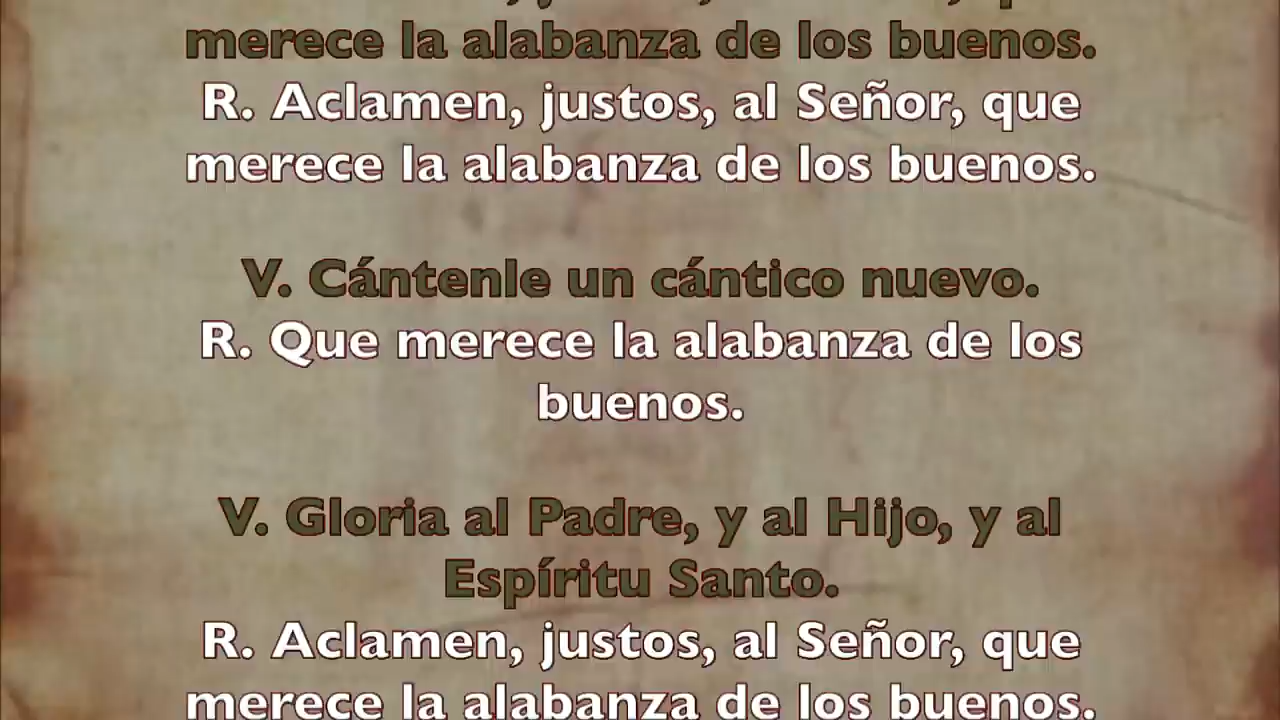 merece la alabanza de los buenos.
R. Aclamen, justos, al Señor, que
merece la alabanza de los buenos.
V. Cántenle un cántico nuevo.
R. Que merece la alabanza de los
buenos.
V. Gloria al Padre, y al Hijo, y al
Espíritu Santo.
R. Aclamen, justos, al Señor, que
merece la alabanza de los buenos.